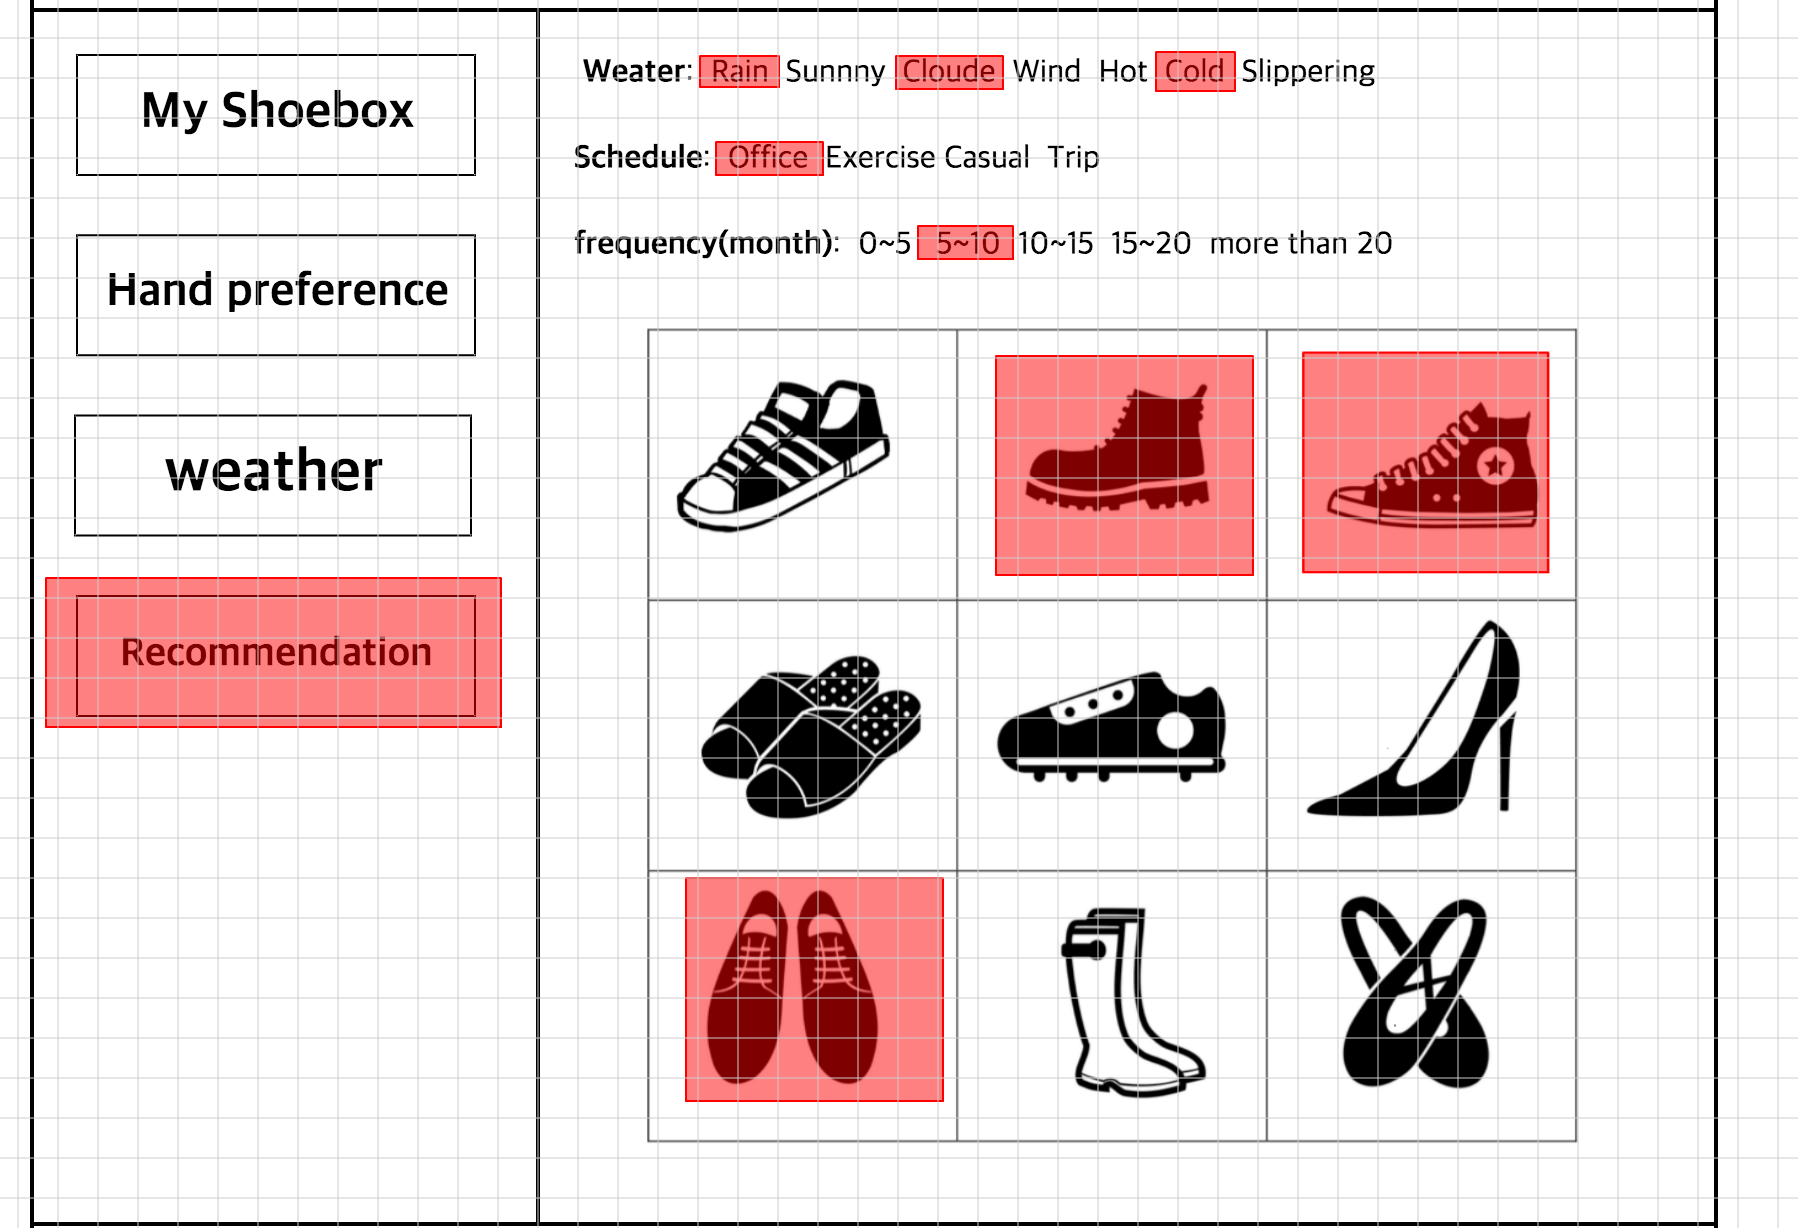 My Shoebox
Hand preference
weather
Recommendation
Weater: Rain Sunnny Cloude Wind Hot Cold Slippering
Schedule: Office Exercise Casual Trip
frequency(month): 0~5 5~10 10~15 15~20 more than 20